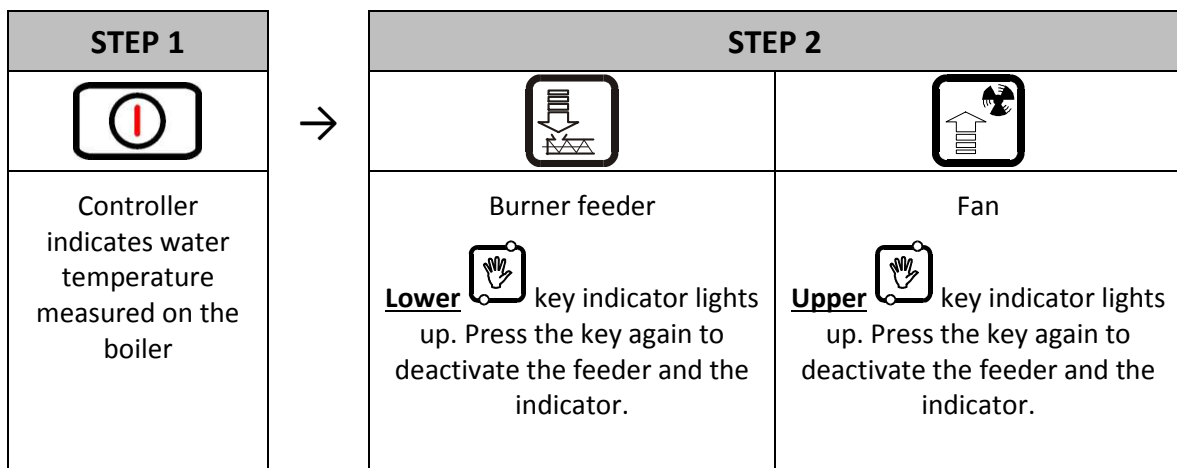 STEP 1
→
STEP 2
Controller
indicates water
temperature
measured on the
boiler
Burner feeder
Lower key indicator lights
up. Press the key again to
deactivate the feeder and the
indicator.
Fan
Upper key indicator lights
up. Press the key again to
deactivate the feeder and the
indicator.